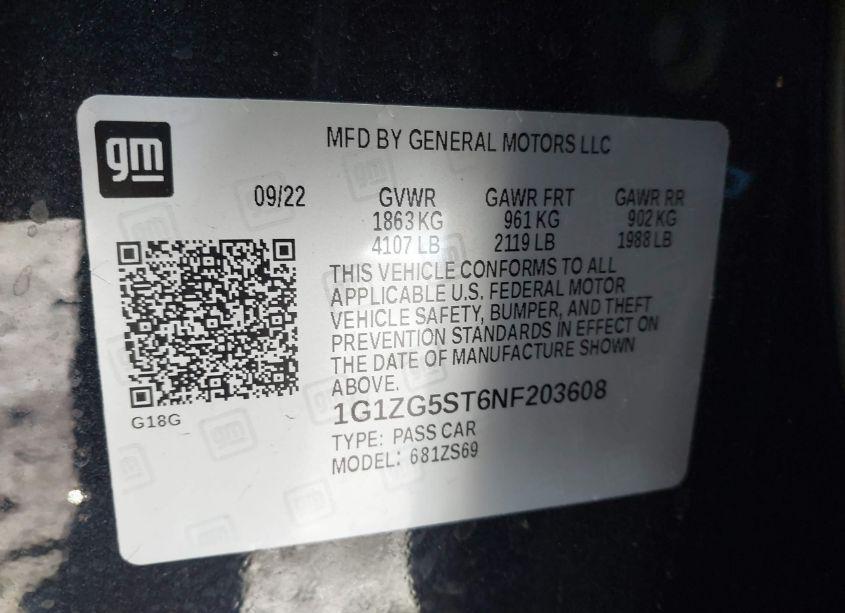 gm
MFD BY GENERAL MOTORS LLC
09/22 GVWR GAWR FRT GAWR RR
1863 KG 961 KG 902 KG
4107 LB 2119 LB 1988 LB
THIS VEHICLE CONFORMS TO ALL
APPLICABLE U.S. FEDERAL MOTOR
VEHICLE SAFETY, BUMPER, AND THEFT
PREVENTION STANDARDS IN EFFECT ON
THE DATE OF MANUFACTURE SHOWN
ABOVE.
1G1ZG5ST6NF203608
G18G
TYPE: PASS CAR
MODEL: 681ZS69